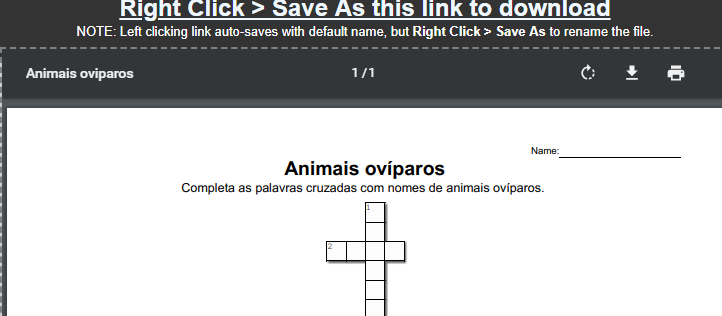 Right Click > Save As this link to download
NOTE: Left clicking link auto-saves with default name, but Right Click > Save As to rename the file.
Animais oviparos
1 / 1
Name:
Animais ovíparos
Completa as palavras cruzadas com nomes de animais ovíparos.
1
2